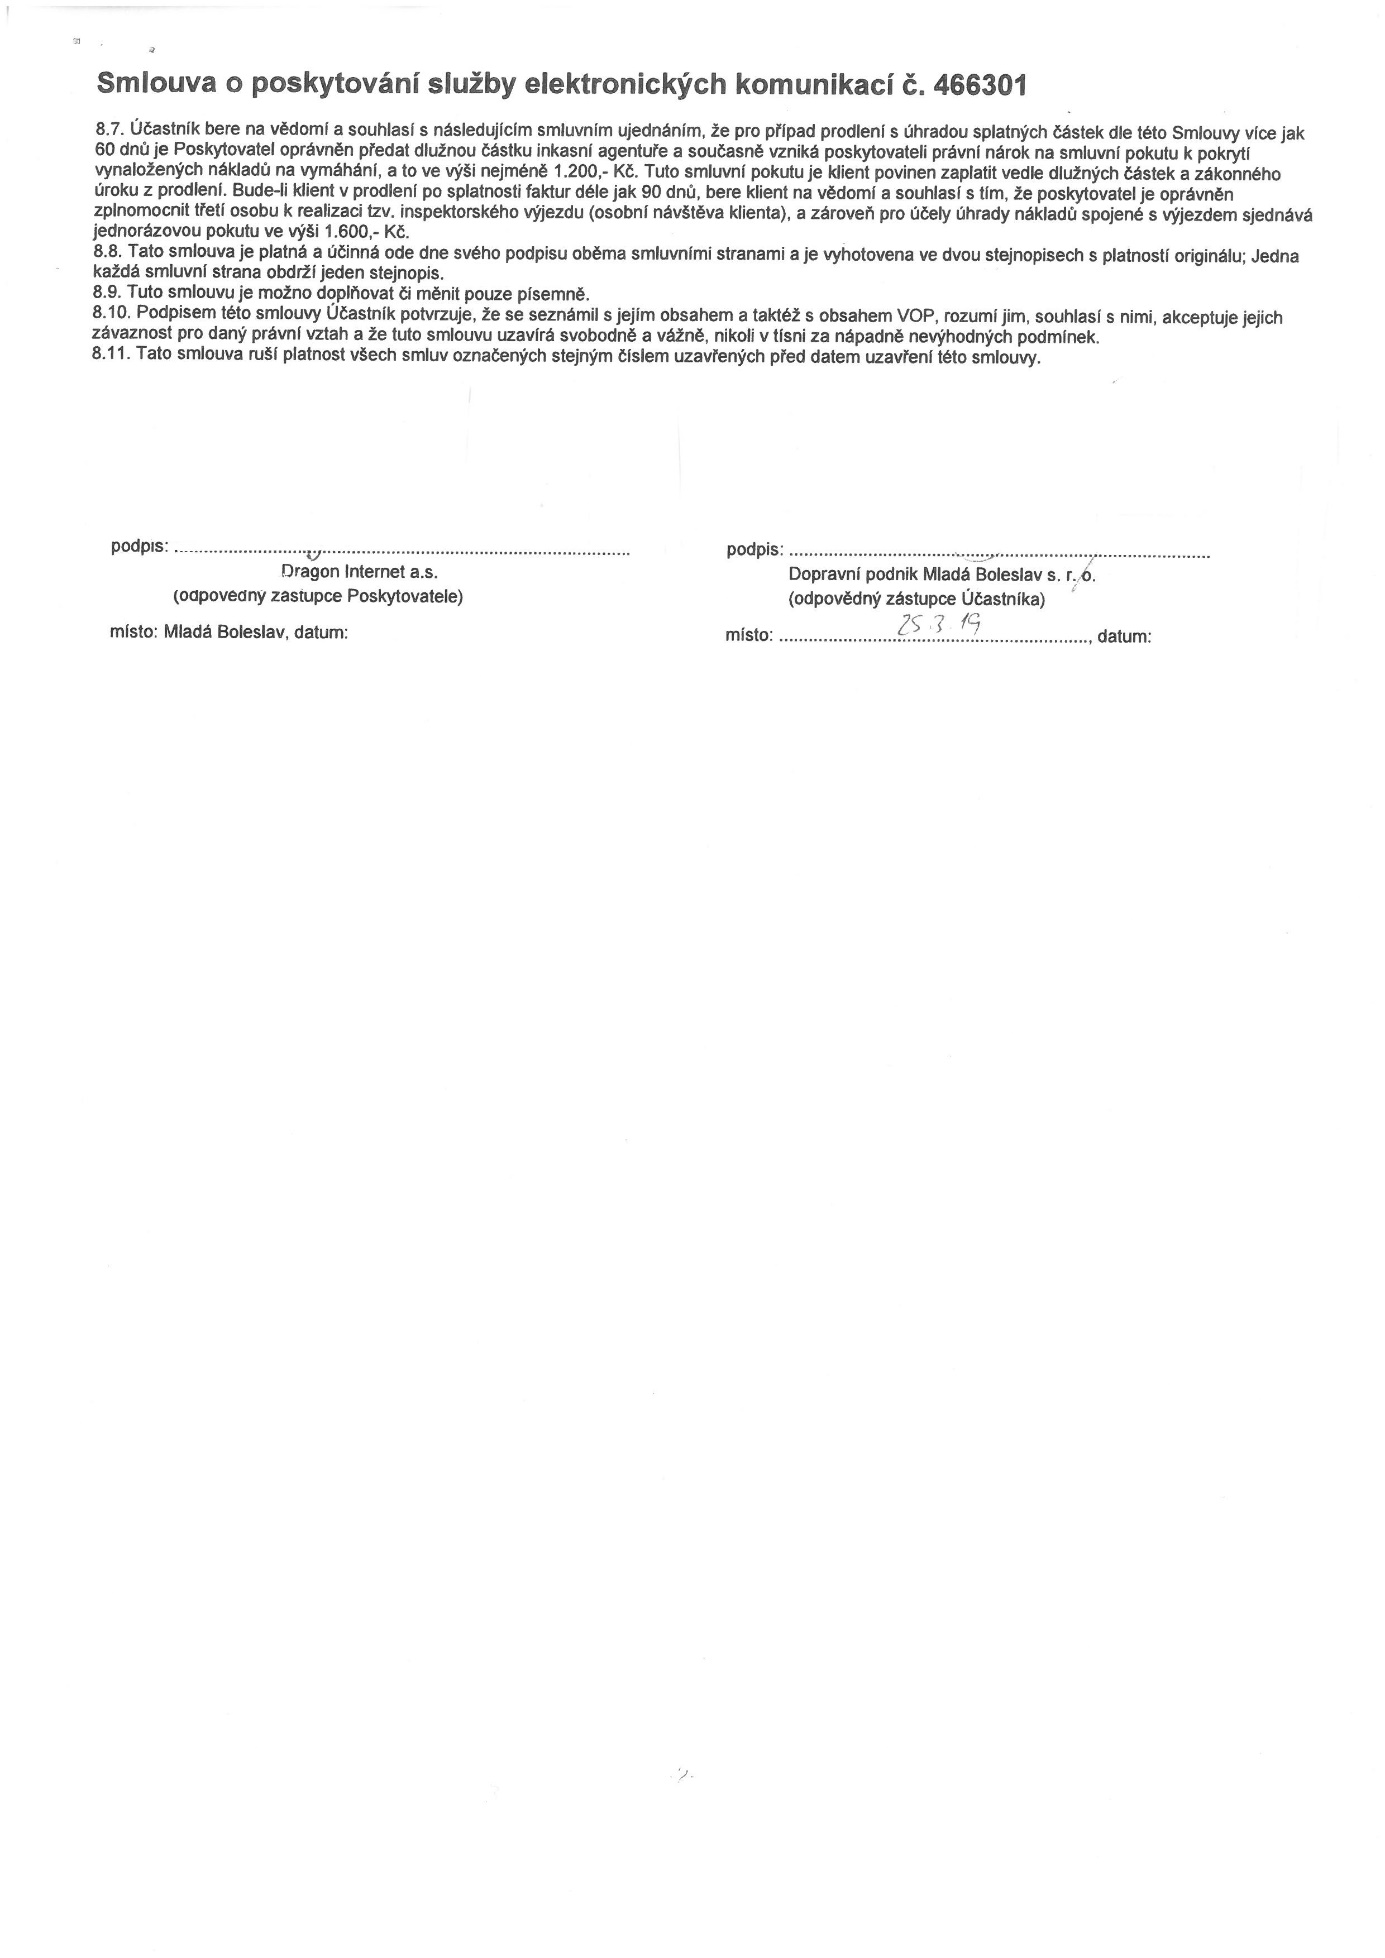 Smlouva o poskytování služby elektronických komunikací č. 466301
8.7. Účastník bere na vědomí a souhlasí s následujícím smluvním ujednáním, že pro případ prodlení s úhradou splatných částek dle této Smlouvy více jak
60 dnů je Poskytovatel oprávněn předat dlužnou částku inkasní agentuře a současně vzniká poskytovateli právní nárok na smluvní pokutu k pokrytí
vynaložených nákladů na vymáhání, a to ve výši nejméně 1.200,- Kč. Tuto smluvní pokutu je klient povinen zaplatit vedle dlužných částek a zákonného
úroku z prodlení. Bude-li klient v prodlení po splatnosti faktur déle jak 90 dnů, bere klient na vědomí a souhlasí s tím, že poskytovatel je oprávněn
zplnomocnit třetí osobu k realizaci tzv. inspektorského výjezdu (osobní návštěva klienta), a zároveň pro účely úhrady nákladů spojené s výjezdem sjednává
jednorázovou pokutu ve výši 1.600,- Kč.
8.8. Tato smlouva je platná a účinná ode dne svého podpisu oběma smluvními stranami a je vyhotovena ve dvou stejnopisech s platností originálu; Jedna
každá smluvní strana obdrží jeden stejnopis.
8.9. Tuto smlouvu je možno doplňovat či měnit pouze písemně.
8.10. Podpisem této smlouvy Účastník potvrzuje, že se seznámil s jejím obsahem a taktéž s obsahem VOP, rozumí jim, souhlasí s nimi, akceptuje jejich
závaznost pro daný právní vztah a že tuto smlouvu uzavírá svobodně a vážně, nikoli v tísni za nápadně nevýhodných podmínek.
8.11. Tato smlouva ruší platnost všech smluv označených stejným číslem uzavřených před datem uzavření této smlouvy.
podpis: ........................................................................................
Dragon Internet a.s.
(odpovědný zástupce Poskytovatele)
místo: Mladá Boleslav, datum:
podpis: ........................................................................................
Dopravní podnik Mladá Boleslav s. r. o.
(odpovědný zástupce Účastníka)
25.3.19
místo: ..............................................................., datum: